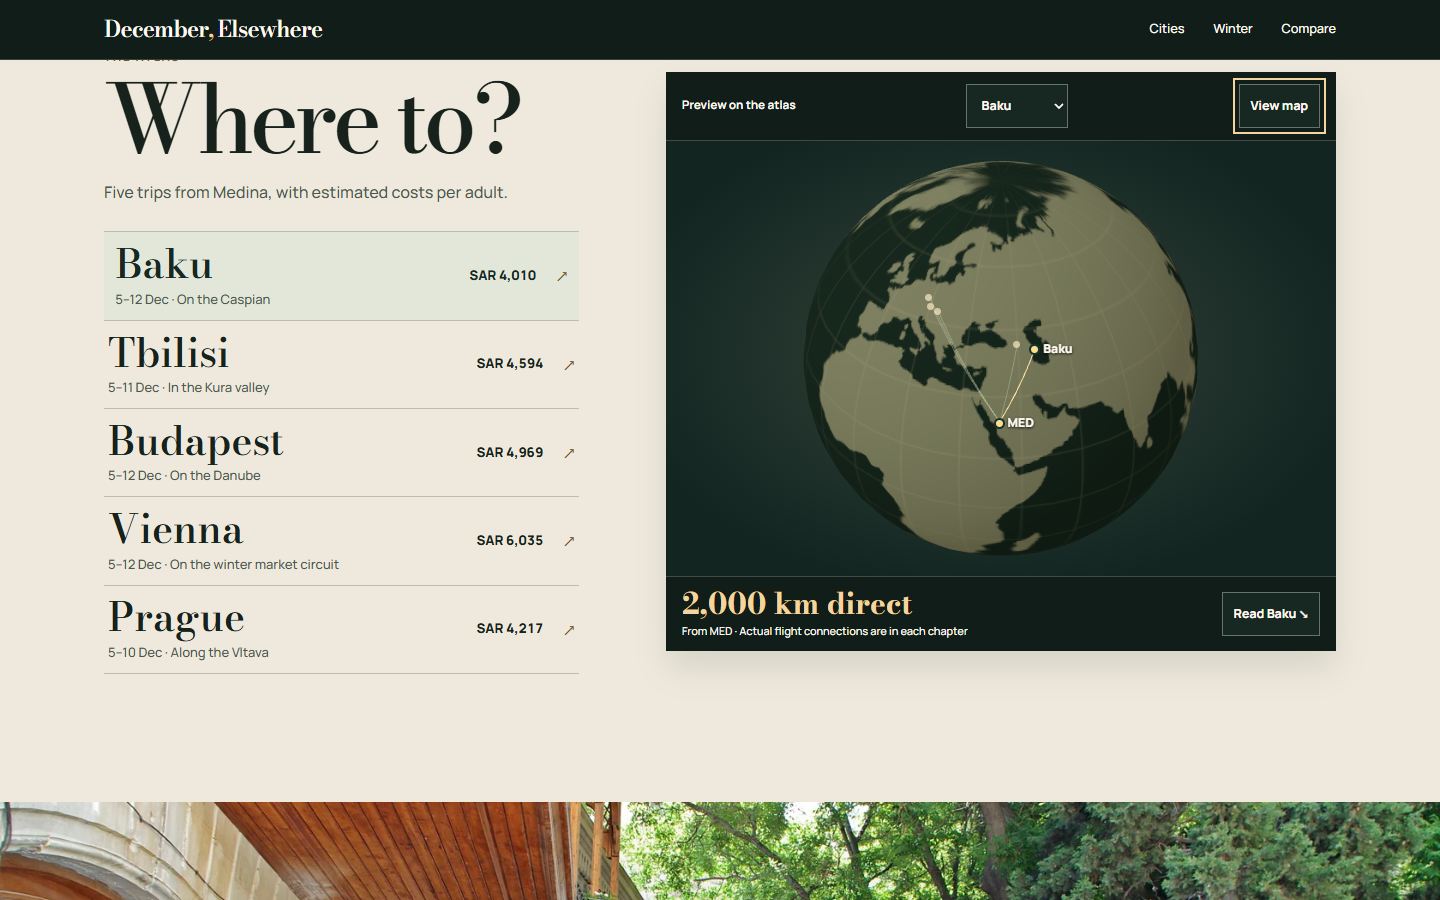 December, Elsewhere
Cities
Winter
Compare
Where to?
Five trips from Medina, with estimated costs per adult.
Baku
SAR 4,010 ↗
5–12 Dec · On the Caspian
Tbilisi
SAR 4,594 ↗
5–11 Dec · In the Kura valley
Budapest
SAR 4,969 ↗
5–12 Dec · On the Danube
Vienna
SAR 6,035 ↗
5–12 Dec · On the winter market circuit
Prague
SAR 4,217 ↗
5–10 Dec · Along the Vltava
Preview on the atlas
Baku
View map
Baku
MED
2,000 km direct
From MED · Actual flight connections are in each chapter
Read Baku ↘